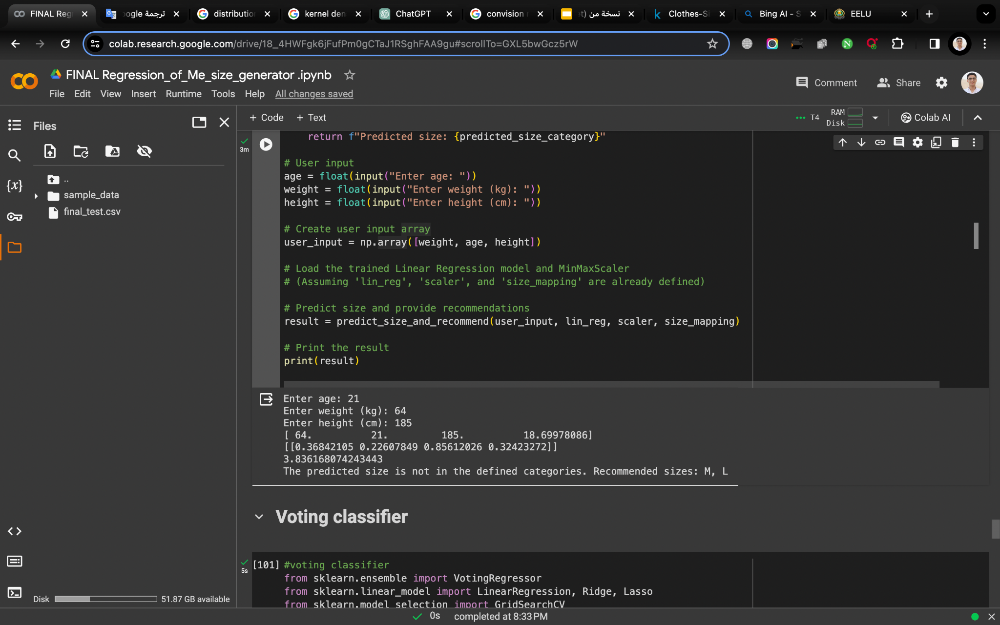 FINAL Reg
ترجمة oogle
distribution
kernel den
ChatGPT
convision
نسخة من
Clothes-Si
Bing AI - S
EELU
colab.research.google.com/drive/18_4HWFgk6jFufPm0gCTaJ1RSghFAA9gu#scrollTo=GXL5bwGcz5rW
FINAL Regression_of_Me_size_generator .ipynb
Comment
Share
File Edit View Insert Runtime Tools Help All changes saved
Files
+ Code + Text
T4
RAM
Disk
Colab AI
..
sample_data
final_test.csv
3m
return f"Predicted size: {predicted_size_category}"
# User input
age = float(input("Enter age: "))
weight = float(input("Enter weight (kg): "))
height = float(input("Enter height (cm): "))
# Create user input array
user_input = np.array([weight, age, height])
# Load the trained Linear Regression model and MinMaxScaler
# (Assuming 'lin_reg', 'scaler', and 'size_mapping' are already defined)
# Predict size and provide recommendations
result = predict_size_and_recommend(user_input, lin_reg, scaler, size_mapping)
# Print the result
print(result)
Enter age: 21
Enter weight (kg): 64
Enter height (cm): 185
[ 64. 21. 185. 18.69978086]
[[0.36842105 0.22607849 0.85612026 0.32423272]]
3.836168074243443
The predicted size is not in the defined categories. Recommended sizes: M, L
Voting classifier
5s
[101] #voting classifier
from sklearn.ensemble import VotingRegressor
from sklearn.linear_model import LinearRegression, Ridge, Lasso
from sklearn.model_selection import GridSearchCV
Disk 51.87 GB available
0s completed at 8:33 PM